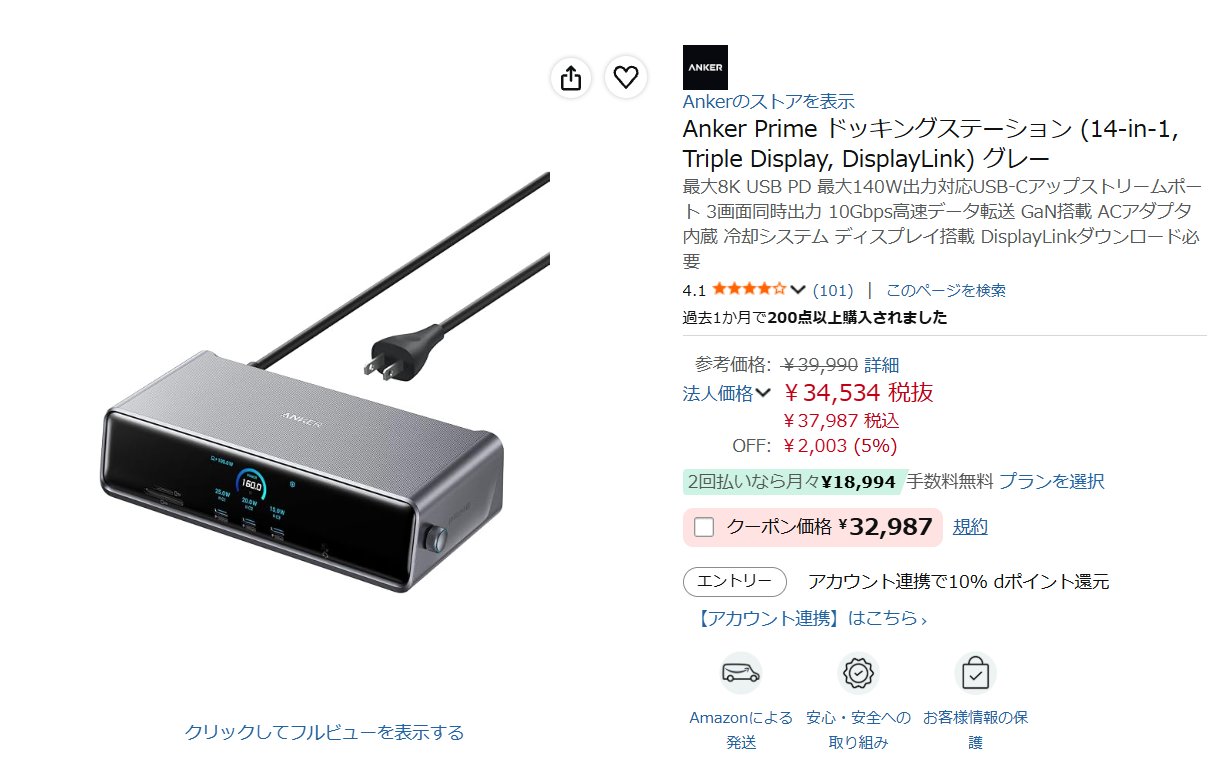 ANKER
Ankerのストアを表示
Anker Prime ドッキングステーション (14-in-1,
Triple Display, DisplayLink) グレー
最大8K USB PD 最大140W出力対応USB-Cアップストリームポー
ト 3画面同時出力 10Gbps高速データ転送 GaN搭載 ACアダプタ
内蔵 冷却システム ディスプレイ搭載 DisplayLinkダウンロード必
要
4.1 (101) | このページを検索
過去1か月で200点以上購入されました
参考価格: ￥39,990 詳細
法人価格 ￥34,534 税抜
￥37,987 税込
OFF: ￥2,003 (5%)
2回払いなら月々¥18,994 手数料無料 プランを選択
クーポン価格 ¥32,987 規約
エントリー アカウント連携で10% dポイント還元
【アカウント連携】はこちら ›
Amazonによる
発送
安心・安全への
取り組み
お客様情報の保
護
ANKER
160.0
25.0W
20.0W
15.0W
クリックしてフルビューを表示する